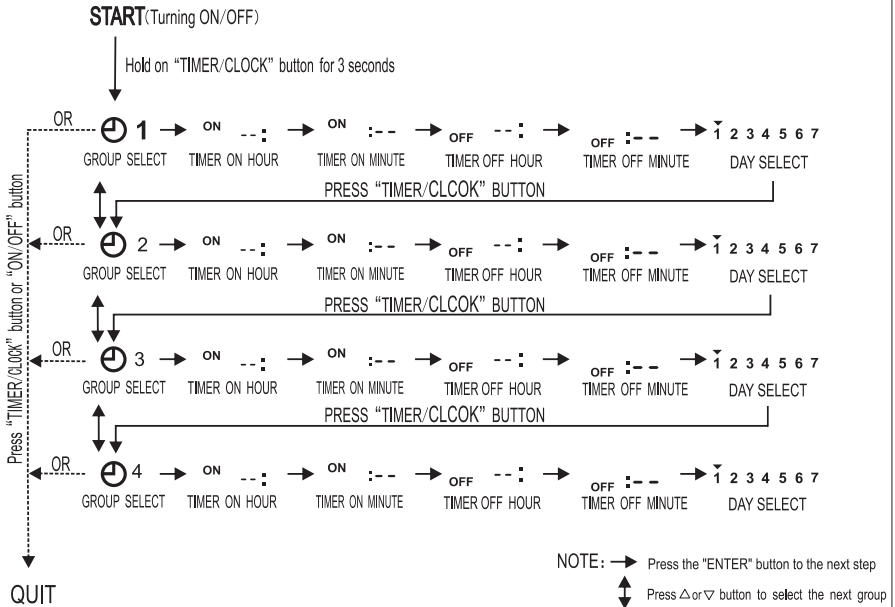 START(Turning ON/OFF)
Hold on “TIMER/CLOCK” button for 3 seconds
OR 1 ON --: ON :-- OFF --: OFF :-- 1 2 3 4 5 6 7
GROUP SELECT TIMER ON HOUR TIMER ON MINUTE TIMER OFF HOUR TIMER OFF MINUTE DAY SELECT
PRESS “TIMER/CLCOK” BUTTON
OR 2 ON --: ON :-- OFF --: OFF :-- 1 2 3 4 5 6 7
GROUP SELECT TIMER ON HOUR TIMER ON MINUTE TIMER OFF HOUR TIMER OFF MINUTE DAY SELECT
PRESS “TIMER/CLCOK” BUTTON
OR 3 ON --: ON :-- OFF --: OFF :-- 1 2 3 4 5 6 7
GROUP SELECT TIMER ON HOUR TIMER ON MINUTE TIMER OFF HOUR TIMER OFF MINUTE DAY SELECT
PRESS “TIMER/CLCOK” BUTTON
OR 4 ON --: ON :-- OFF --: OFF :-- 1 2 3 4 5 6 7
GROUP SELECT TIMER ON HOUR TIMER ON MINUTE TIMER OFF HOUR TIMER OFF MINUTE DAY SELECT
Press “TIMER/CLOCK” button or “ON/OFF” button
QUIT
NOTE: → Press the "ENTER" button to the next step
Press △or▽ button to select the next group